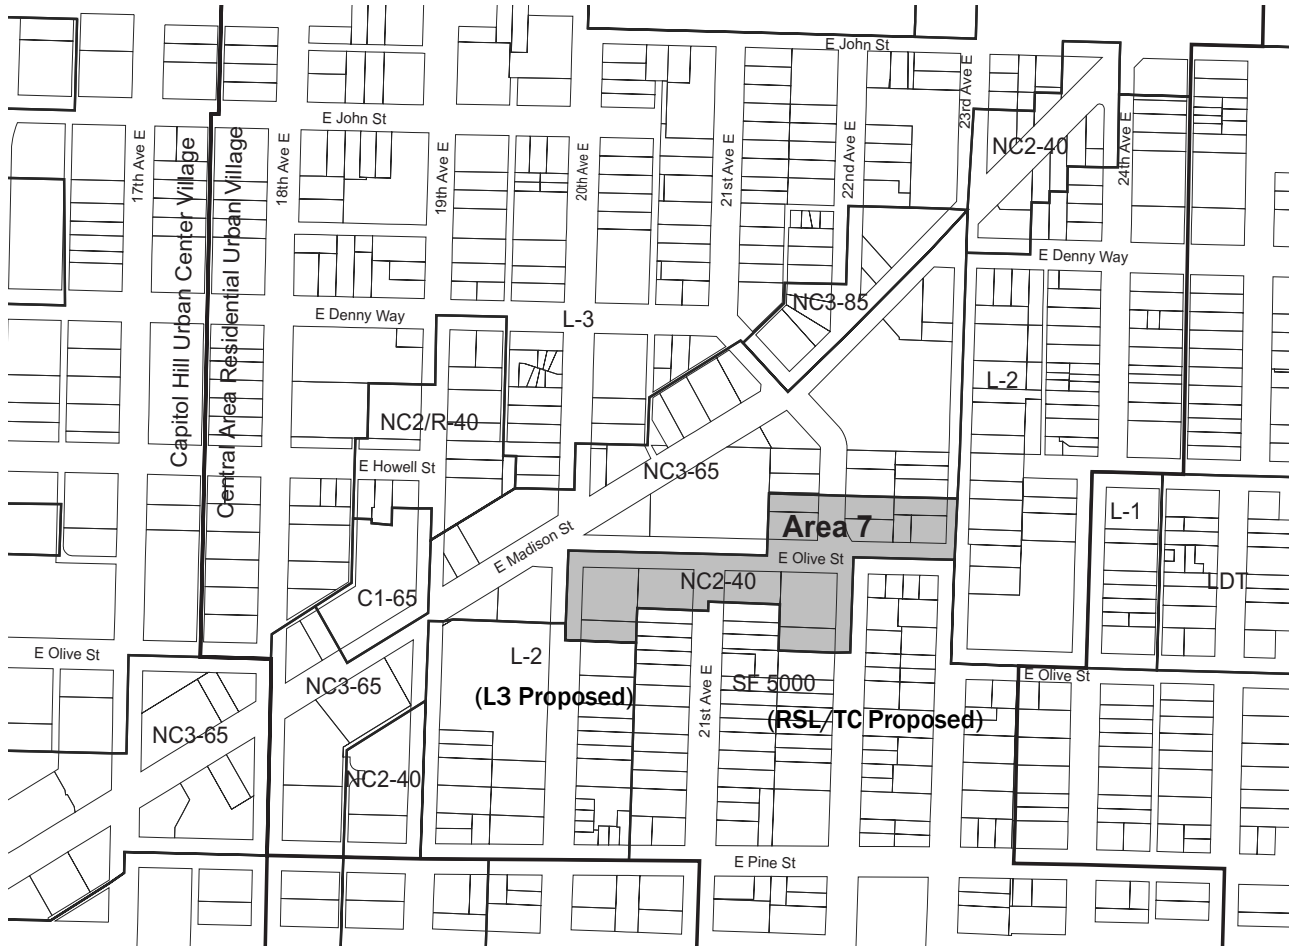 E John St
E John St
17th Ave E
18th Ave E
19th Ave E
20th Ave E
21st Ave E
22nd Ave E
23rd Ave E
24th Ave E
NC2-40
Capitol Hill Urban Center Village
Central Area Residential Urban Village
E Denny Way
E Denny Way
NC3-85
L-3
L-2
NC2/R-40
E Howell St
NC3-65
L-1
Area 7
E Madison St
E Olive St
NC2-40
LDT
C1-65
E Olive St
L-2
(L3 Proposed)
21st Ave E
SF 5000
(RSL/TC Proposed)
E Olive St
NC3-65
NC3-65
NC2-40
E Pine St